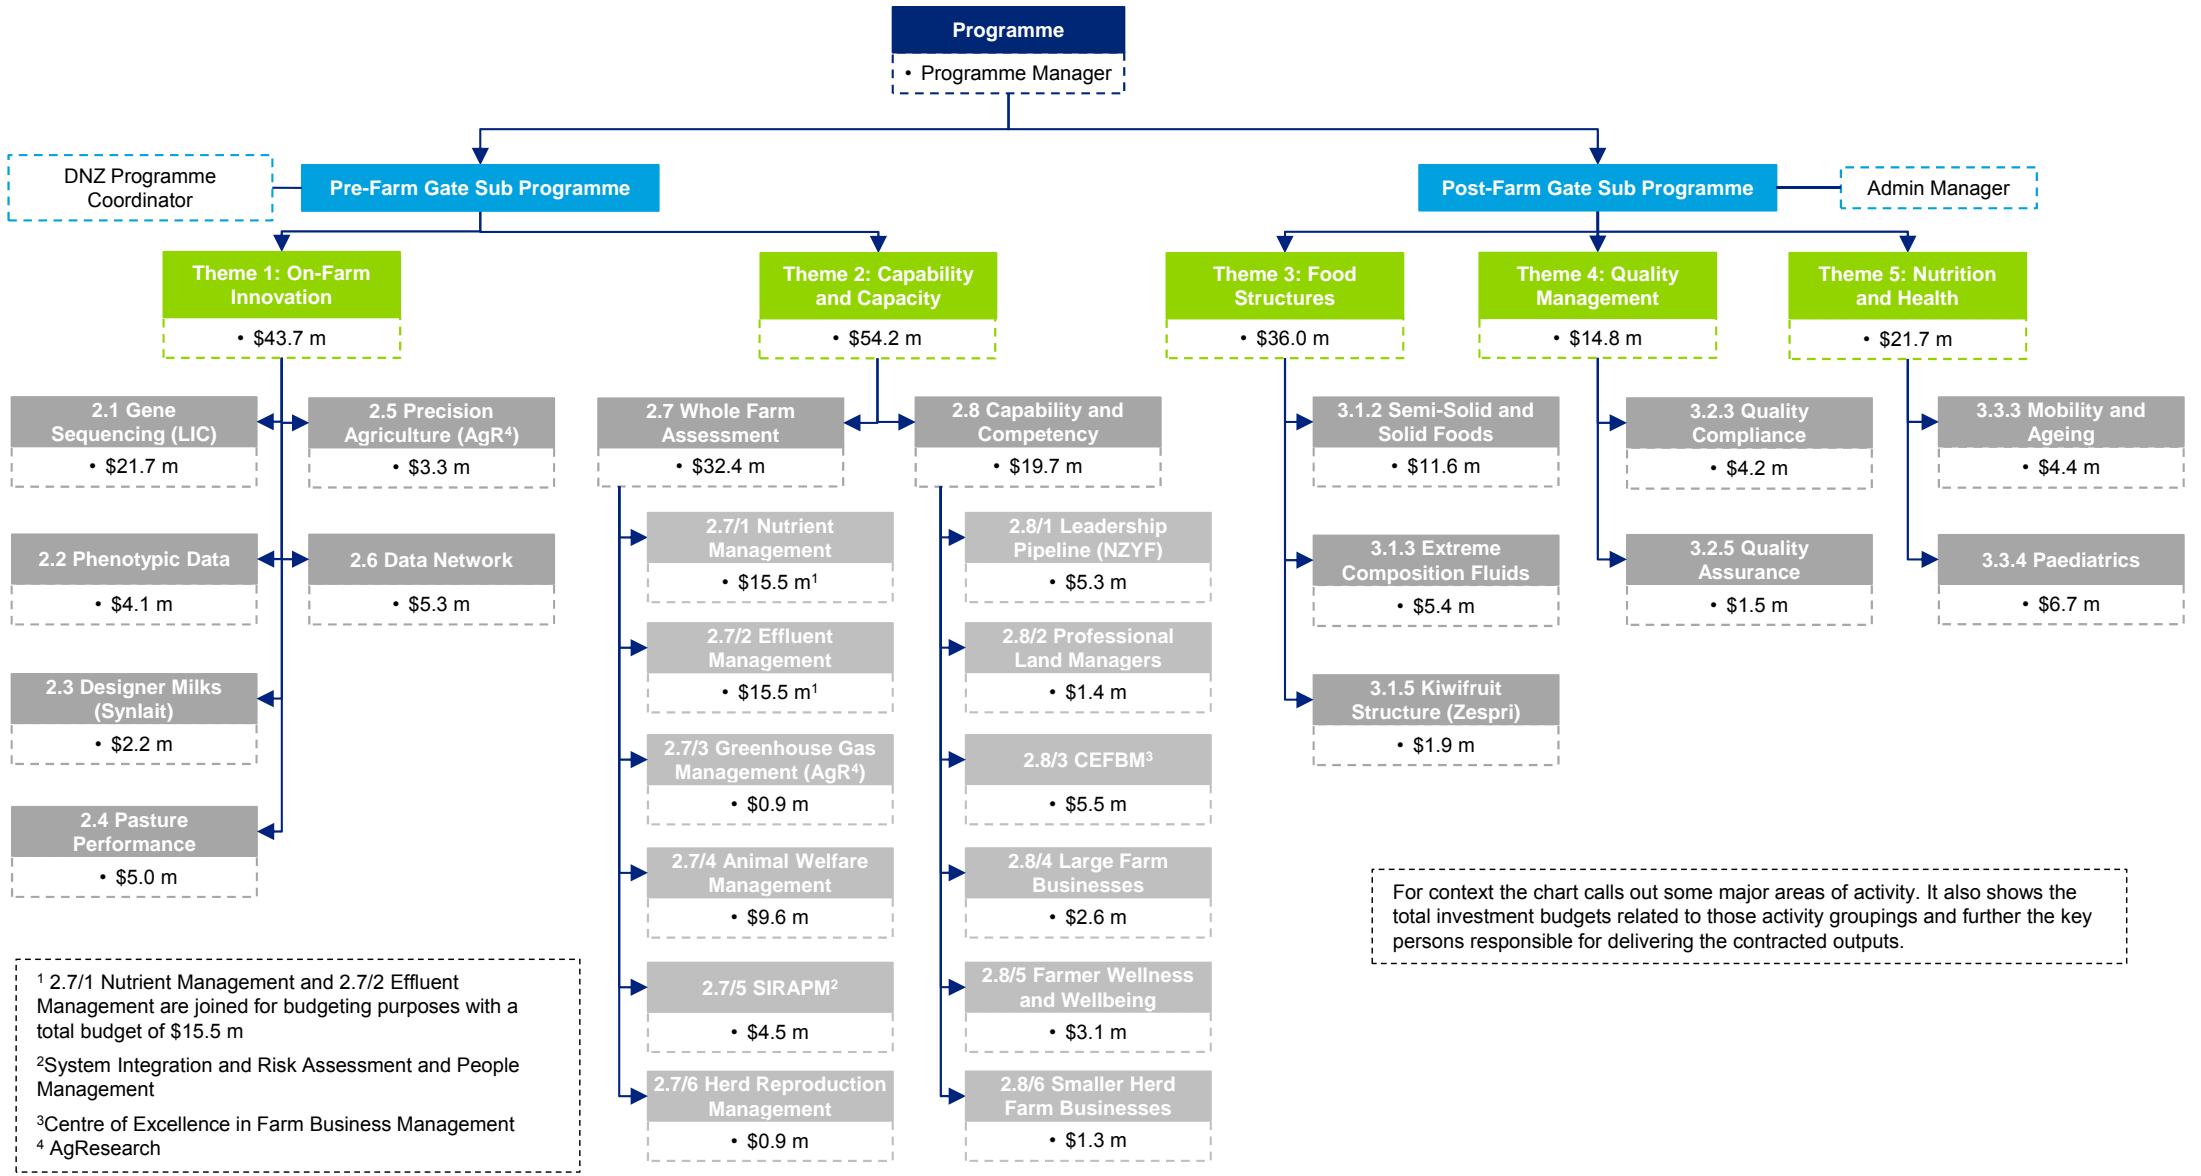 Programme
• Programme Manager
DNZ Programme
Coordinator
Pre-Farm Gate Sub Programme
Post-Farm Gate Sub Programme
Admin Manager
Theme 1: On-Farm
Innovation
• $43.7 m
Theme 2: Capability
and Capacity
• $54.2 m
Theme 3: Food
Structures
• $36.0 m
Theme 4: Quality
Management
• $14.8 m
Theme 5: Nutrition
and Health
• $21.7 m
2.1 Gene
Sequencing (LIC)
• $21.7 m
2.5 Precision
Agriculture (AgR⁴)
• $3.3 m
2.2 Phenotypic Data
• $4.1 m
2.6 Data Network
• $5.3 m
2.3 Designer Milks
(Synlait)
• $2.2 m
2.4 Pasture
Performance
• $5.0 m
2.7 Whole Farm
Assessment
• $32.4 m
2.7/1 Nutrient
Management
• $15.5 m¹
2.7/2 Effluent
Management
• $15.5 m¹
2.7/3 Greenhouse Gas
Management (AgR⁴)
• $0.9 m
2.7/4 Animal Welfare
Management
• $9.6 m
2.7/5 SIRAPM²
• $4.5 m
2.7/6 Herd Reproduction
Management
• $0.9 m
2.8 Capability and
Competency
• $19.7 m
2.8/1 Leadership
Pipeline (NZYF)
• $5.3 m
2.8/2 Professional
Land Managers
• $1.4 m
2.8/3 CEFBM³
• $5.5 m
2.8/4 Large Farm
Businesses
• $2.6 m
2.8/5 Farmer Wellness
and Wellbeing
• $3.1 m
2.8/6 Smaller Herd
Farm Businesses
• $1.3 m
3.1.2 Semi-Solid and
Solid Foods
• $11.6 m
3.1.3 Extreme
Composition Fluids
• $5.4 m
3.1.5 Kiwifruit
Structure (Zespri)
• $1.9 m
3.2.3 Quality
Compliance
• $4.2 m
3.2.5 Quality
Assurance
• $1.5 m
3.3.3 Mobility and
Ageing
• $4.4 m
3.3.4 Paediatrics
• $6.7 m
For context the chart calls out some major areas of activity. It also shows the
total investment budgets related to those activity groupings and further the key
persons responsible for delivering the contracted outputs.
¹ 2.7/1 Nutrient Management and 2.7/2 Effluent
Management are joined for budgeting purposes with a
total budget of $15.5 m
²System Integration and Risk Assessment and People
Management
³Centre of Excellence in Farm Business Management
⁴ AgResearch